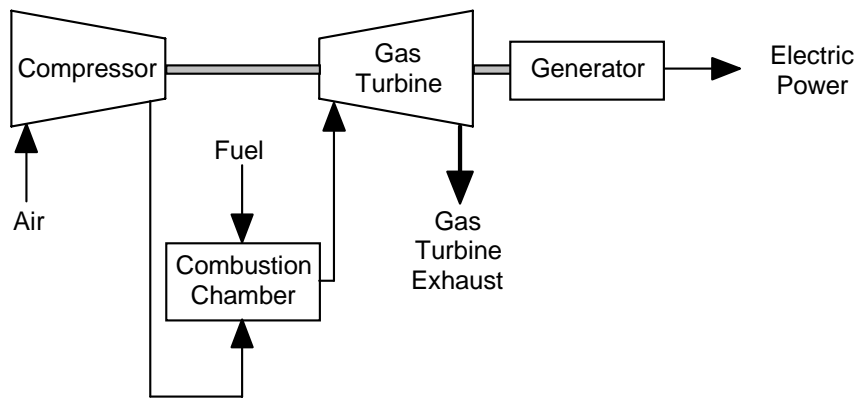 Compressor
Gas
Turbine
Generator
Electric
Power
Air
Fuel
Combustion
Chamber
Gas
Turbine
Exhaust